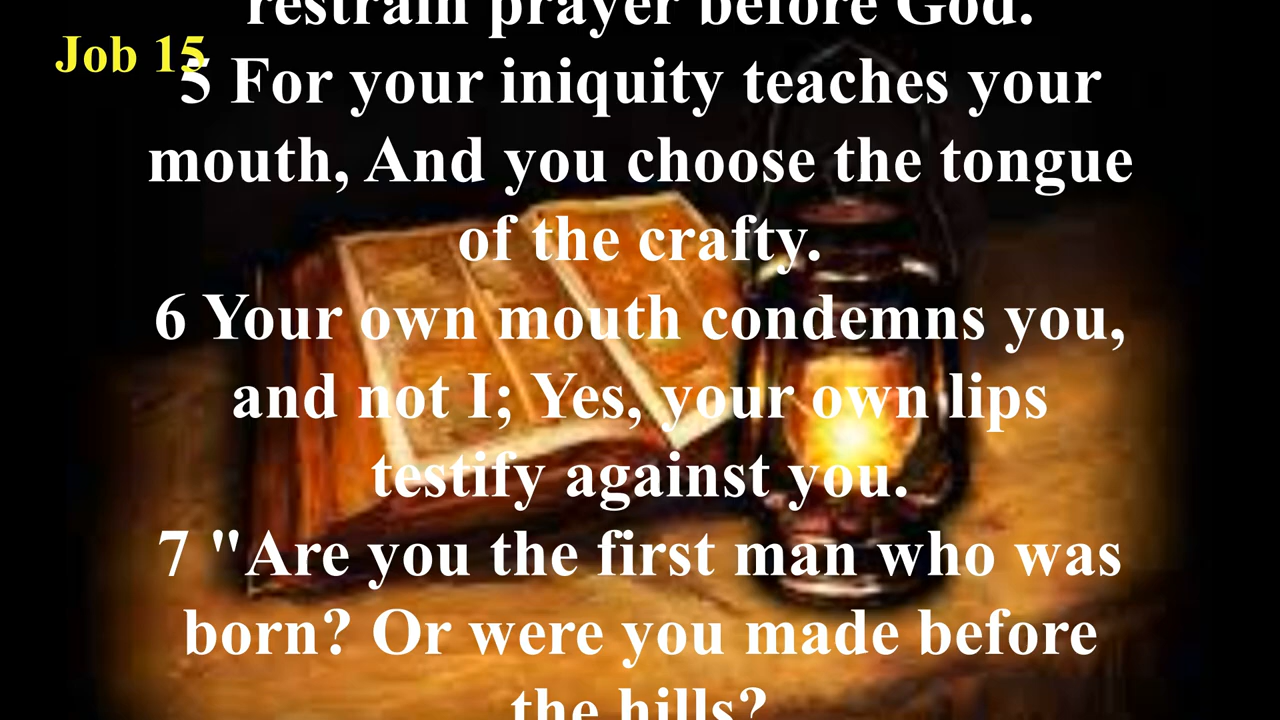 restrain prayer before God.
Job 15
5 For your iniquity teaches your
mouth, And you choose the tongue
of the crafty.
6 Your own mouth condemns you,
and not I; Yes, your own lips
testify against you.
7 "Are you the first man who was
born? Or were you made before
the hills?